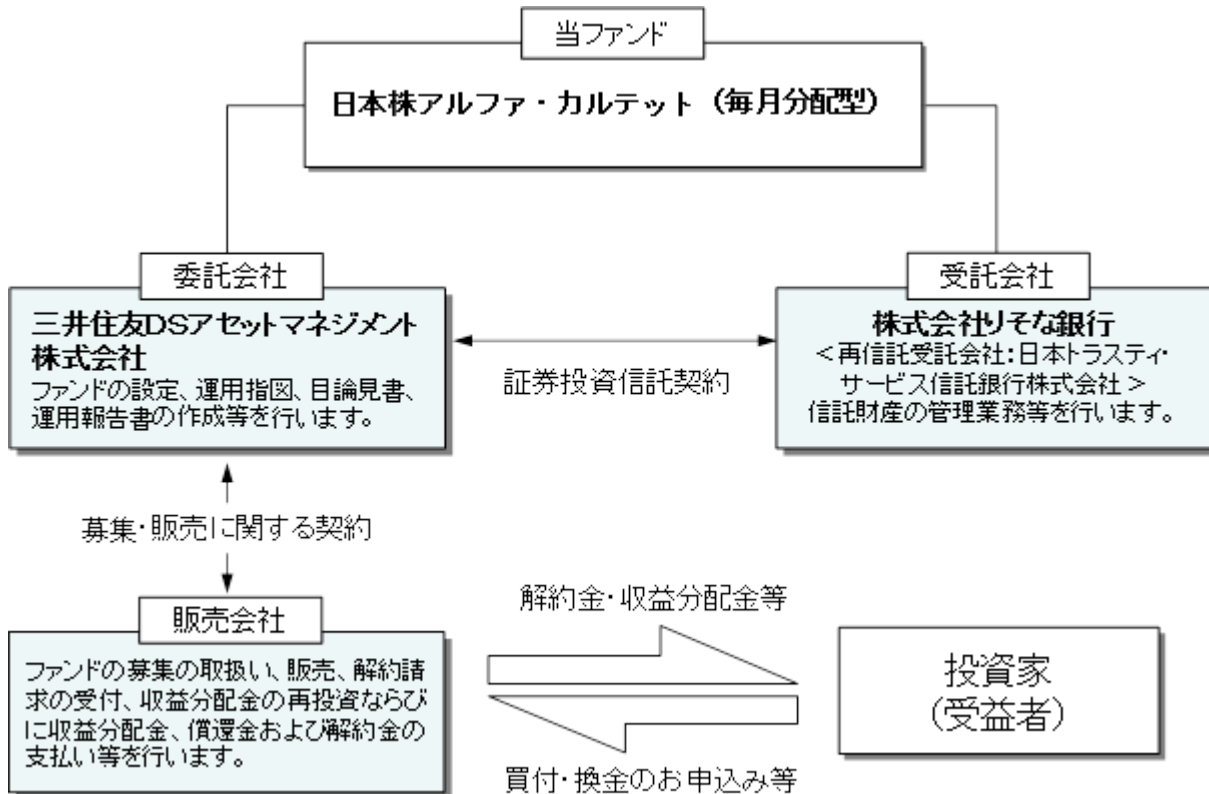 当ファンド
日本株アルファ・カルテット（毎月分配型）
委託会社
三井住友DSアセットマネジメント
株式会社
ファンドの設定、運用指図、目論見書、
運用報告書の作成等を行います。
証券投資信託契約
受託会社
株式会社りそな銀行
＜再信託受託会社：日本トラスティ・
サービス信託銀行株式会社＞
信託財産の管理業務等を行います。
募集・販売に関する契約
販売会社
ファンドの募集の取扱い、販売、解約請
求の受付、収益分配金の再投資ならび
に収益分配金、償還金および解約金の
支払い等を行います。
解約金・収益分配金等
買付・換金のお申込み等
投資家
（受益者）